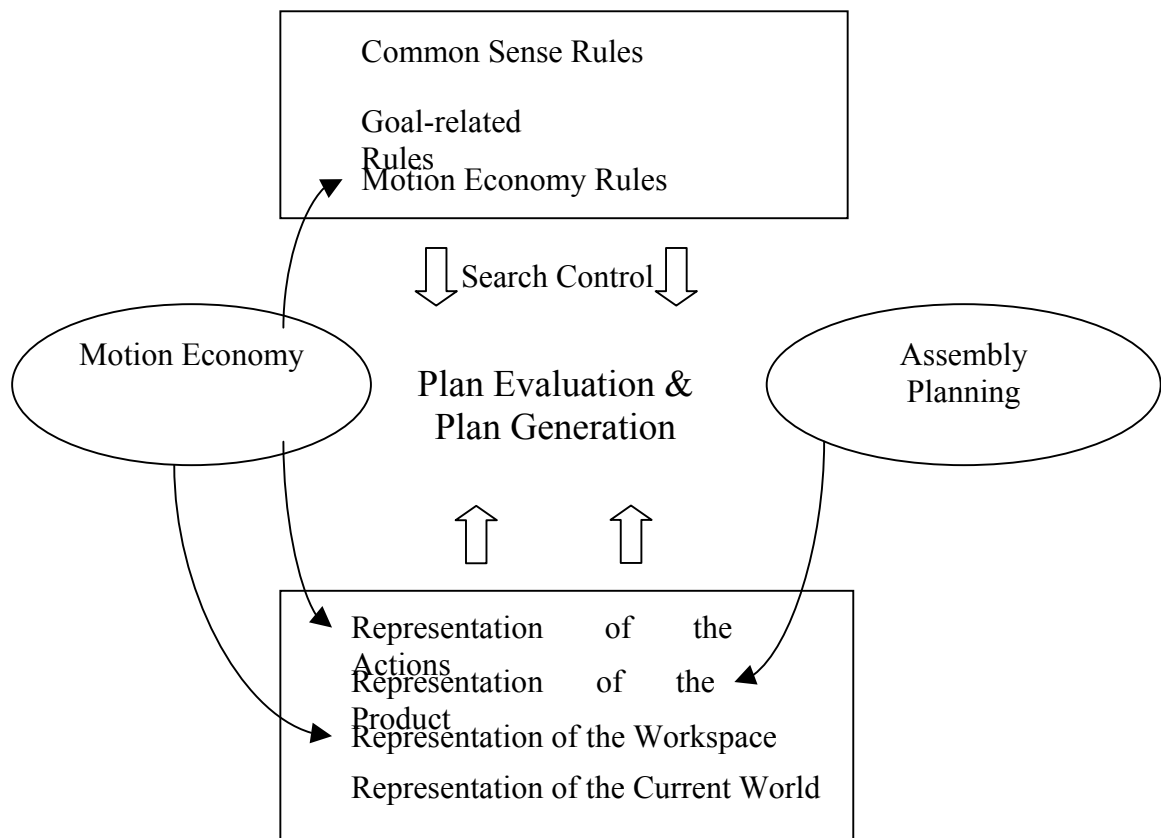 Common Sense Rules
Goal-related
Rules
Motion Economy Rules
Search Control
Motion Economy
Plan Evaluation &
Plan Generation
Assembly
Planning
Representation of the
Actions
Representation of the
Product
Representation of the Workspace
Representation of the Current World